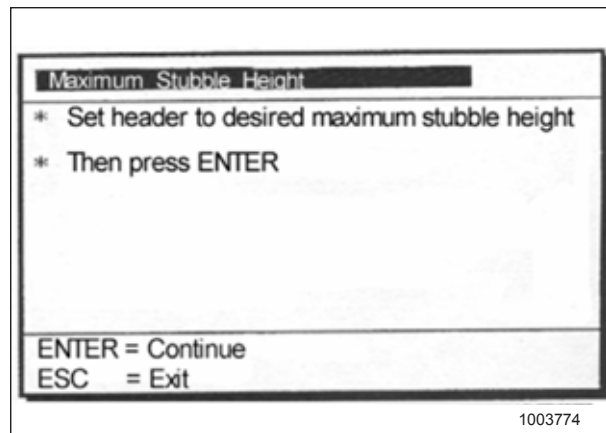 Maximum Stubble Height
* Set header to desired maximum stubble height
* Then press ENTER
ENTER = Continue
ESC = Exit
1003774